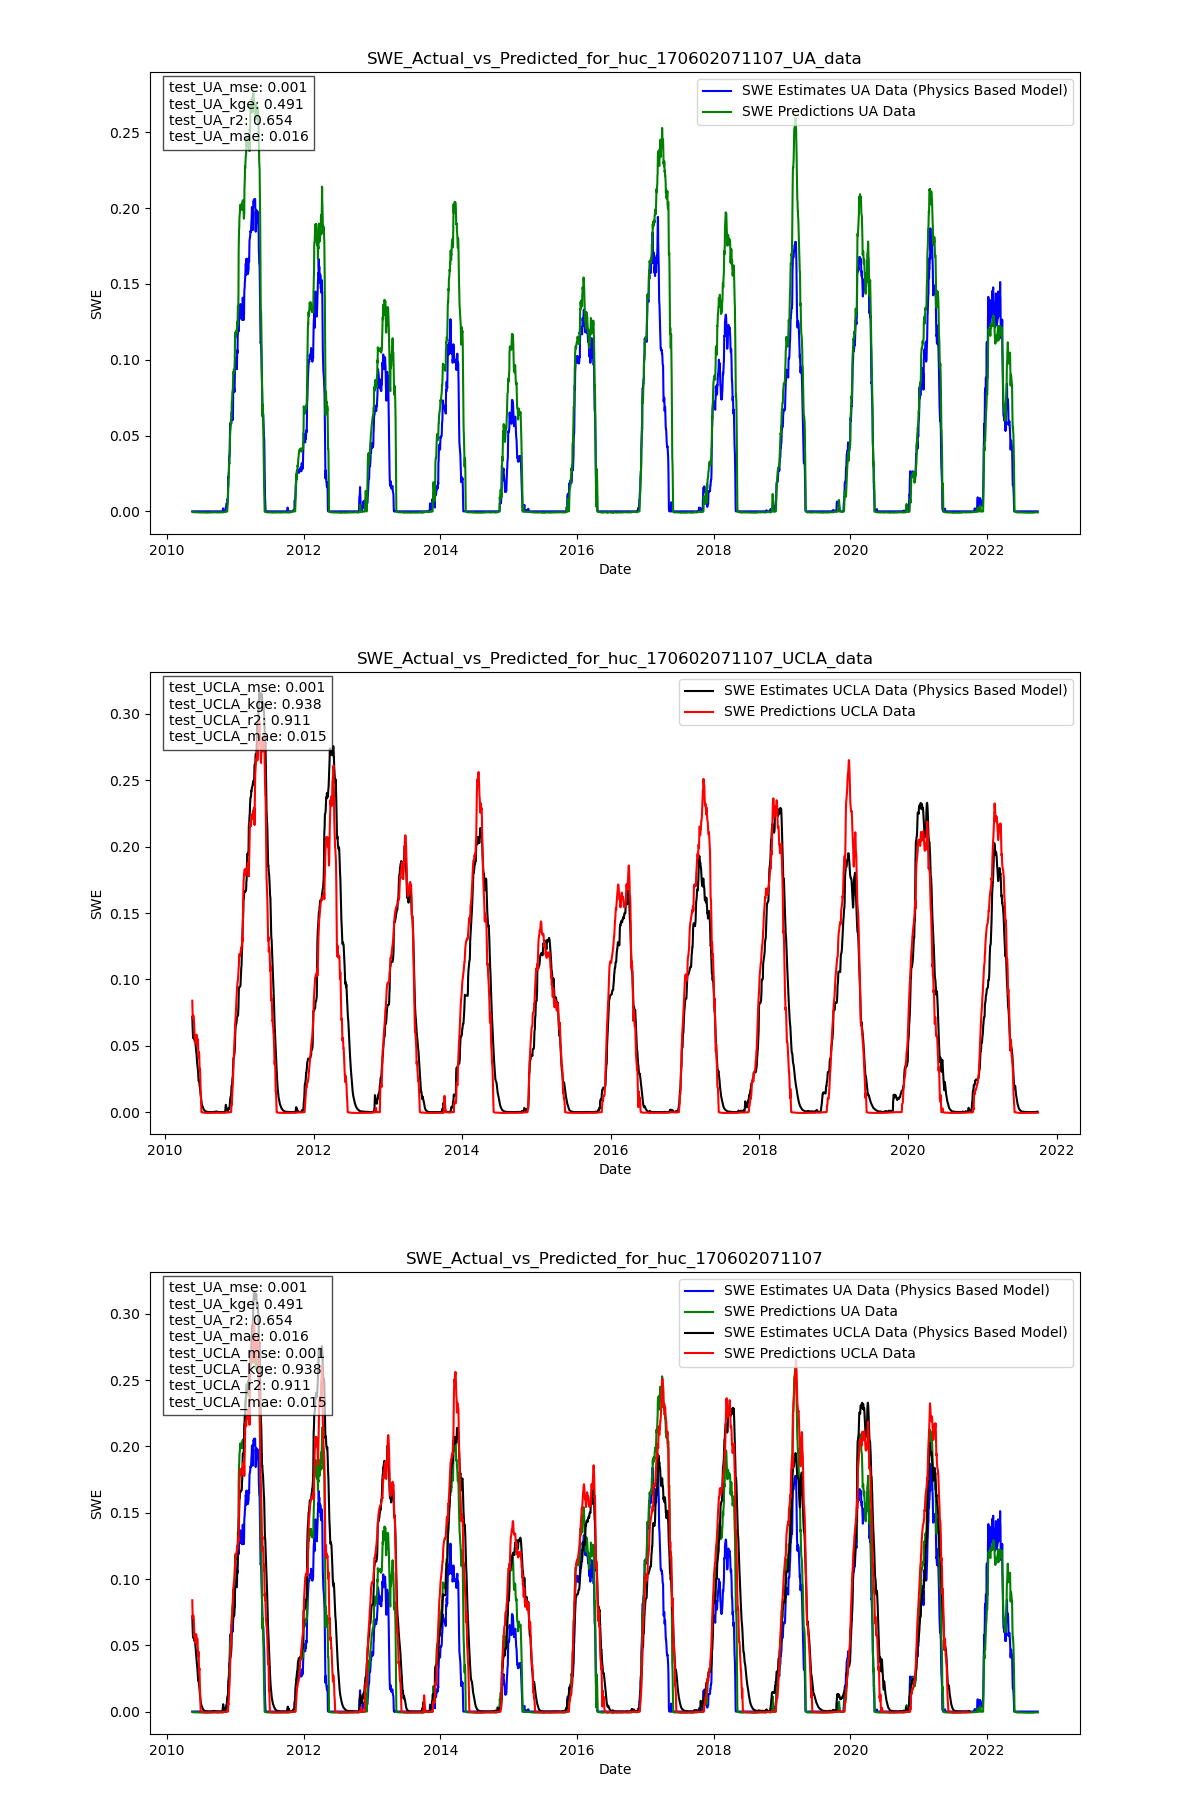 SWE_Actual_vs_Predicted_for_huc_170602071107_UA_data
test_UA_mse: 0.001
test_UA_kge: 0.491
test_UA_r2: 0.654
test_UA_mae: 0.016
SWE Estimates UA Data (Physics Based Model)
SWE Predictions UA Data
0.25
0.20
0.15
0.10
0.05
0.00
SWE
2010
2012
2014
2016
2018
2020
2022
Date
SWE_Actual_vs_Predicted_for_huc_170602071107_UCLA_data
test_UCLA_mse: 0.001
test_UCLA_kge: 0.938
test_UCLA_r2: 0.911
test_UCLA_mae: 0.015
SWE Estimates UCLA Data (Physics Based Model)
SWE Predictions UCLA Data
0.30
0.25
0.20
0.15
0.10
0.05
0.00
SWE
2010
2012
2014
2016
2018
2020
2022
Date
SWE_Actual_vs_Predicted_for_huc_170602071107
test_UA_mse: 0.001
test_UA_kge: 0.491
test_UA_r2: 0.654
test_UA_mae: 0.016
test_UCLA_mse: 0.001
test_UCLA_kge: 0.938
test_UCLA_r2: 0.911
test_UCLA_mae: 0.015
SWE Estimates UA Data (Physics Based Model)
SWE Predictions UA Data
SWE Estimates UCLA Data (Physics Based Model)
SWE Predictions UCLA Data
0.30
0.25
0.20
0.15
0.10
0.05
0.00
SWE
2010
2012
2014
2016
2018
2020
2022
Date